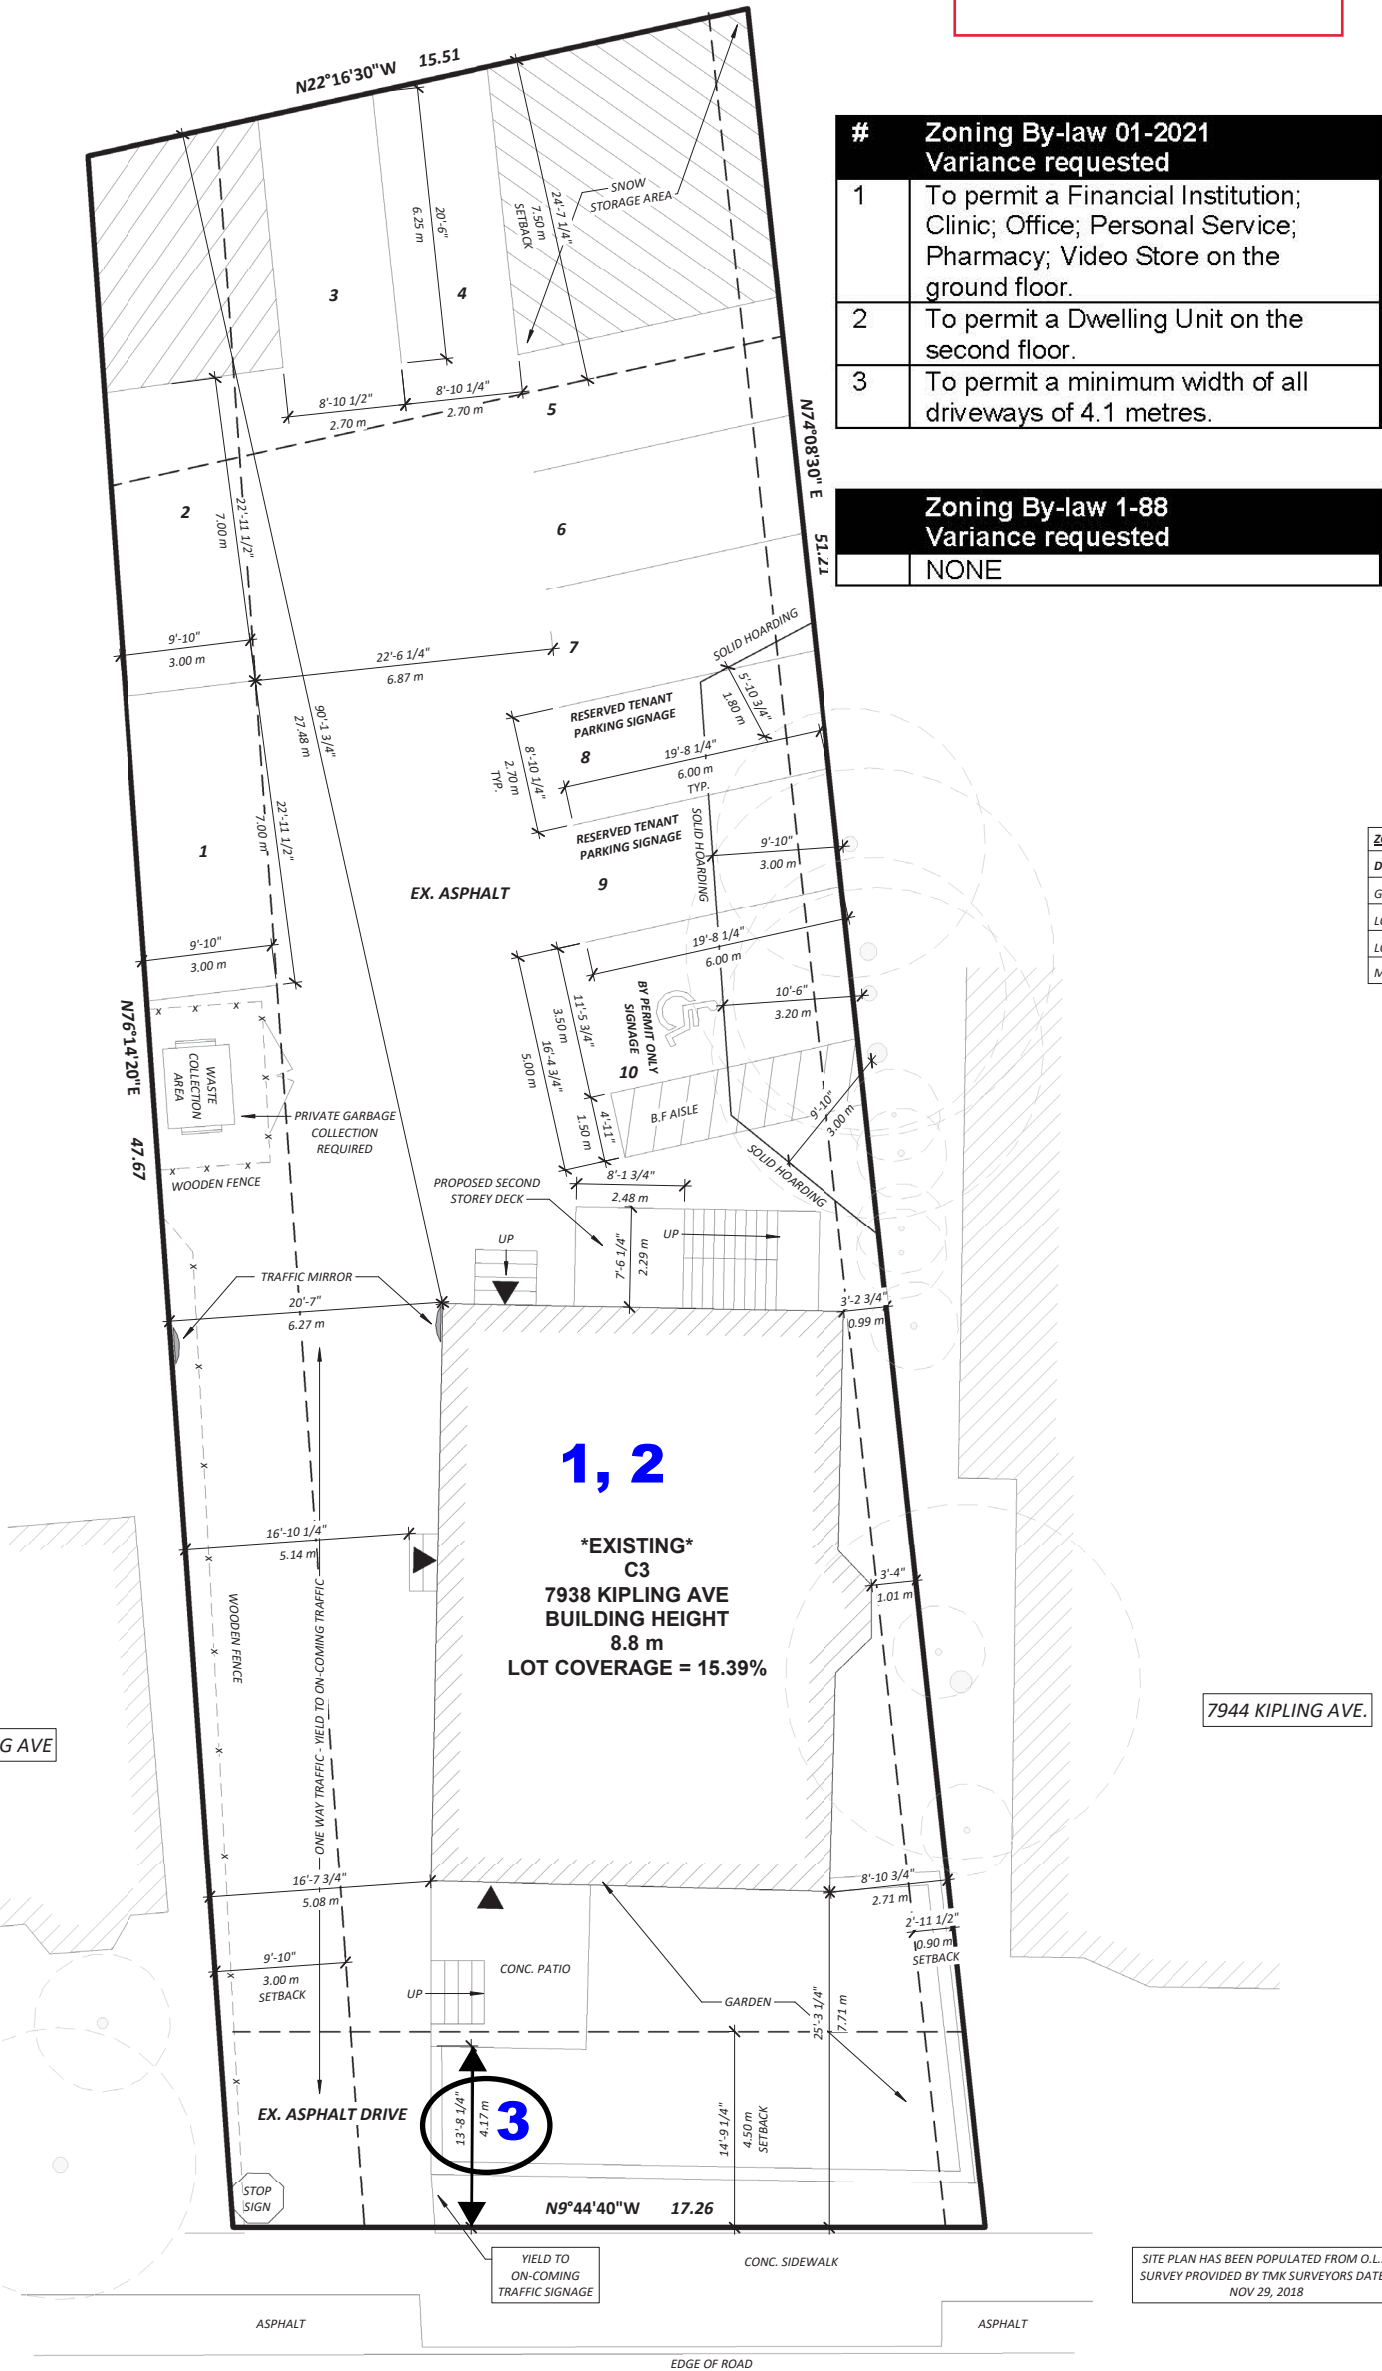 N22°16'30"W 15.51
# Zoning By-law 01-2021
Variance requested
1 To permit a Financial Institution;
Clinic; Office; Personal Service;
Pharmacy; Video Store on the
ground floor.
2 To permit a Dwelling Unit on the
second floor.
3 To permit a minimum width of all
driveways of 4.1 metres.
Zoning By-law 1-88
Variance requested
NONE
SNOW
STORAGE AREA
24'-7 1/4"
7.50 m
SETBACK
20'-6"
6.25 m
3
4
8'-10 1/2"
2.70 m
8'-10 1/4"
2.70 m
5
N74°08'30" E 51.21
2
22'-11 1/2"
7.00 m
6
9'-10"
3.00 m
22'-6 1/4"
6.87 m
7
SOLID HOARDING
90'-1 3/4"
27.48 m
RESERVED TENANT
PARKING SIGNAGE
5'-10 3/4"
1.80 m
8
8'-10 1/4"
2.70 m
TYP.
19'-8 1/4"
6.00 m
TYP.
22'-11 1/2"
7.00 m
1
RESERVED TENANT
PARKING SIGNAGE
SOLID HOARDING
9'-10"
3.00 m
9
EX. ASPHALT
D
G
L
L
M
9'-10"
3.00 m
19'-8 1/4"
6.00 m
10'-6"
3.20 m
BY PERMIT ONLY
SIGNAGE
11'-5 3/4"
3.50 m
16'-4 3/4"
5.00 m
10
N76°14'20"E 47.67
x x x
WASTE
COLLECTION
AREA
x
x
PRIVATE GARBAGE
COLLECTION
REQUIRED
4'-11"
1.50 m
B.F AISLE
9'-10"
3.00 m
SOLID HOARDING
x x x
WOODEN FENCE
8'-1 3/4"
2.48 m
PROPOSED SECOND
STOREY DECK
UP
UP
7'-6 1/4"
2.29 m
x
TRAFFIC MIRROR
20'-7"
6.27 m
3'-2 3/4"
0.99 m
x
1, 2
x
16'-10 1/4"
5.14 m
x
*EXISTING*
C3
7938 KIPLING AVE
BUILDING HEIGHT
8.8 m
LOT COVERAGE = 15.39%
3'-4"
1.01 m
WOODEN FENCE
x
ONE WAY TRAFFIC - YIELD TO ON-COMING TRAFFIC
7944 KIPLING AVE.
G AVE
x
x
16'-7 3/4"
5.08 m
8'-10 3/4"
2.71 m
2'-11 1/2"
0.90 m
SETBACK
9'-10"
3.00 m
SETBACK
x
CONC. PATIO
UP
GARDEN
25'-3 1/4"
7.71 m
x
EX. ASPHALT DRIVE
13'-8 1/4"
4.17 m
3
14'-9 1/4"
4.50 m
SETBACK
STOP
SIGN
N9°44'40"W 17.26
YIELD TO
ON-COMING
TRAFFIC SIGNAGE
CONC. SIDEWALK
SITE PLAN HAS BEEN POPULATED FROM O.L.
SURVEY PROVIDED BY TMK SURVEYORS DATE
NOV 29, 2018
ASPHALT
ASPHALT
EDGE OF ROAD